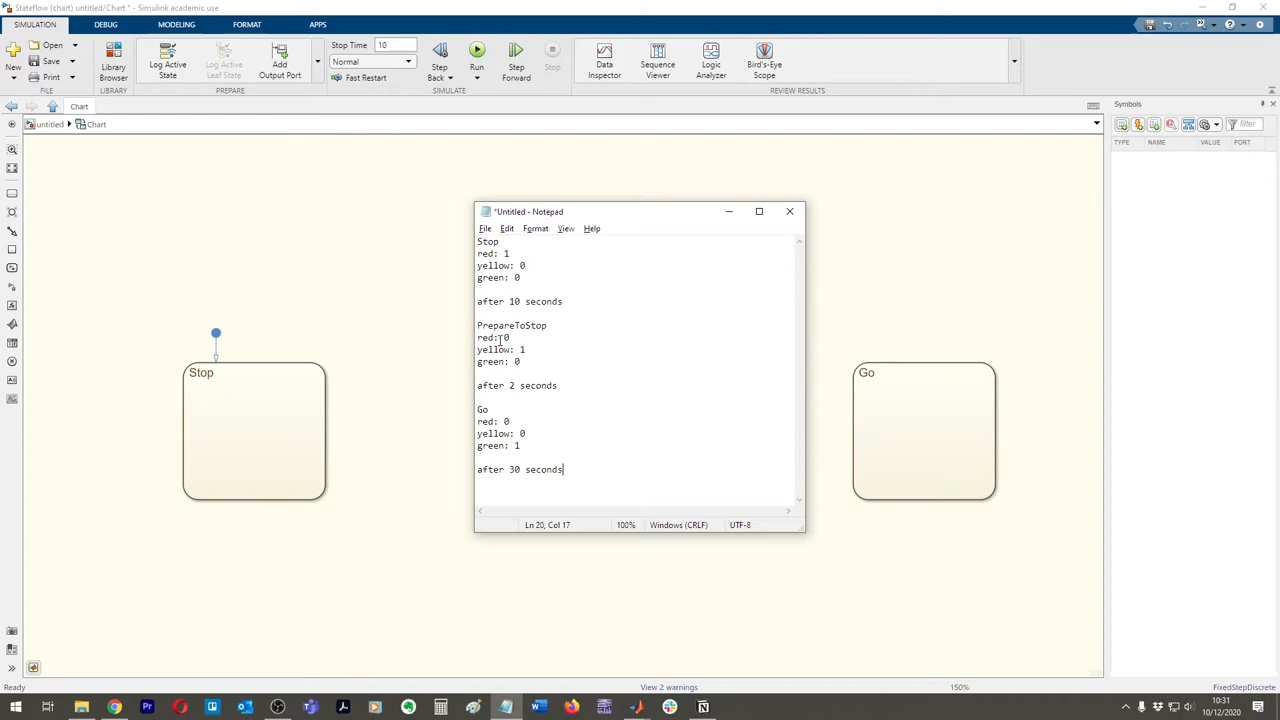 Stateflow (chart) untitled/Chart * - Simulink academic use
SIMULATION
DEBUG
MODELING
FORMAT
APPS
New
Open
Save
Print
FILE
Library
Browser
LIBRARY
Log Active
State
Log Active
Leaf State
Add
Output Port
PREPARE
Stop Time
10
Normal
Fast Restart
Step
Back
Run
Step
Forward
Stop
SIMULATE
Data
Inspector
Sequence
Viewer
Logic
Analyzer
Bird's-Eye
Scope
REVIEW RESULTS
Chart
untitled
Chart
Symbols
filter
TYPE
NAME
VALUE
PORT
Stop
*Untitled - Notepad
File Edit Format View Help
Stop
red: 1
yellow: 0
green: 0
after 10 seconds
PrepareToStop
red: 0
yellow: 1
green: 0
after 2 seconds
Go
red: 0
yellow: 0
green: 1
after 30 seconds
Ln 20, Col 17
100%
Windows (CRLF)
UTF-8
Go
Ready
View 2 warnings
150%
FixedStepDiscrete
10:31
10/12/2020